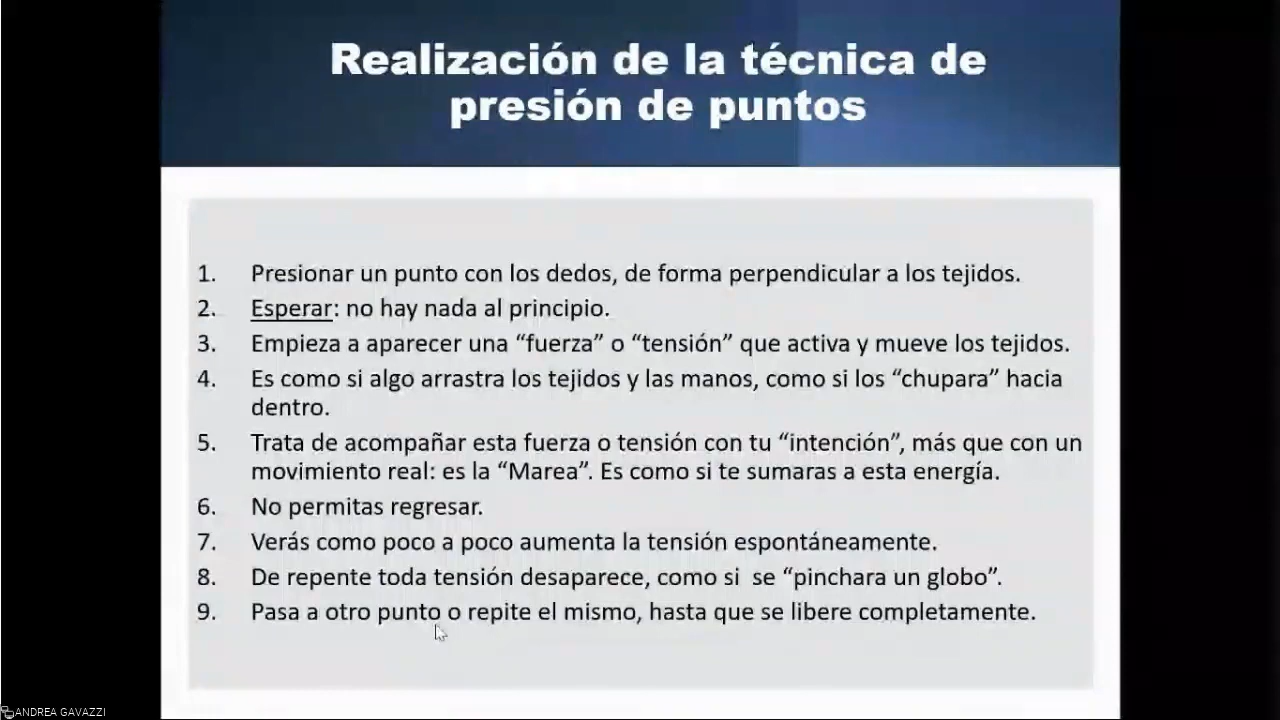 Realización de la técnica de
presión de puntos
1. Presionar un punto con los dedos, de forma perpendicular a los tejidos.
2. Esperar: no hay nada al principio.
3. Empieza a aparecer una “fuerza” o “tensión” que activa y mueve los tejidos.
4. Es como si algo arrastra los tejidos y las manos, como si los “chupara” hacia
dentro.
5. Trata de acompañar esta fuerza o tensión con tu “intención”, más que con un
movimiento real: es la “Marea”. Es como si te sumaras a esta energía.
6. No permitas regresar.
7. Verás como poco a poco aumenta la tensión espontáneamente.
8. De repente toda tensión desaparece, como si  se “pinchara un globo”.
9. Pasa a otro punto o repite el mismo, hasta que se libere completamente.
ANDREA GAVAZZI